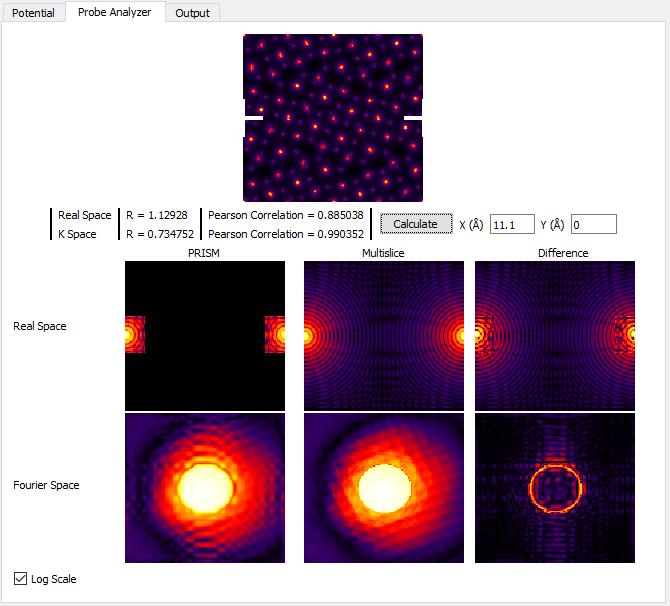 Potential Probe Analyzer Output
Real Space R = 1.12928 Pearson Correlation = 0.885038
K Space R = 0.734752 Pearson Correlation = 0.990352
Calculate X (Å) 11.1 Y (Å) 0
PRISM Multislice Difference
Real Space
Fourier Space
Log Scale